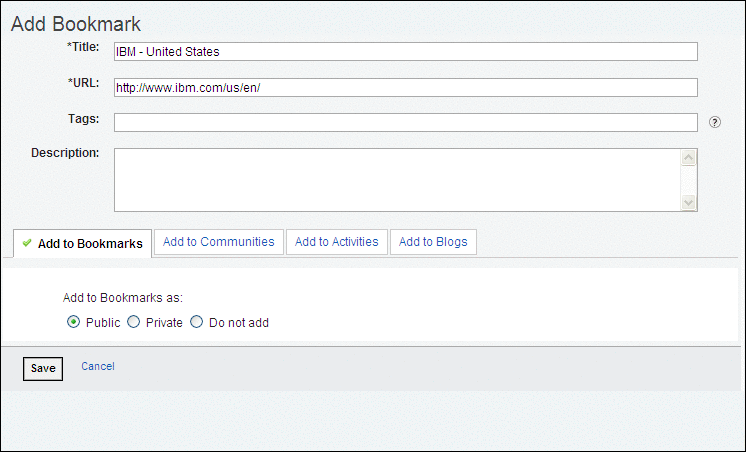 Add Bookmark
*Title: IBM - United States
*URL: http://www.ibm.com/us/en/
Tags: ?
Description:
Add to Bookmarks Add to Communities Add to Activities Add to Blogs
Add to Bookmarks as:
Public Private Do not add
Save Cancel